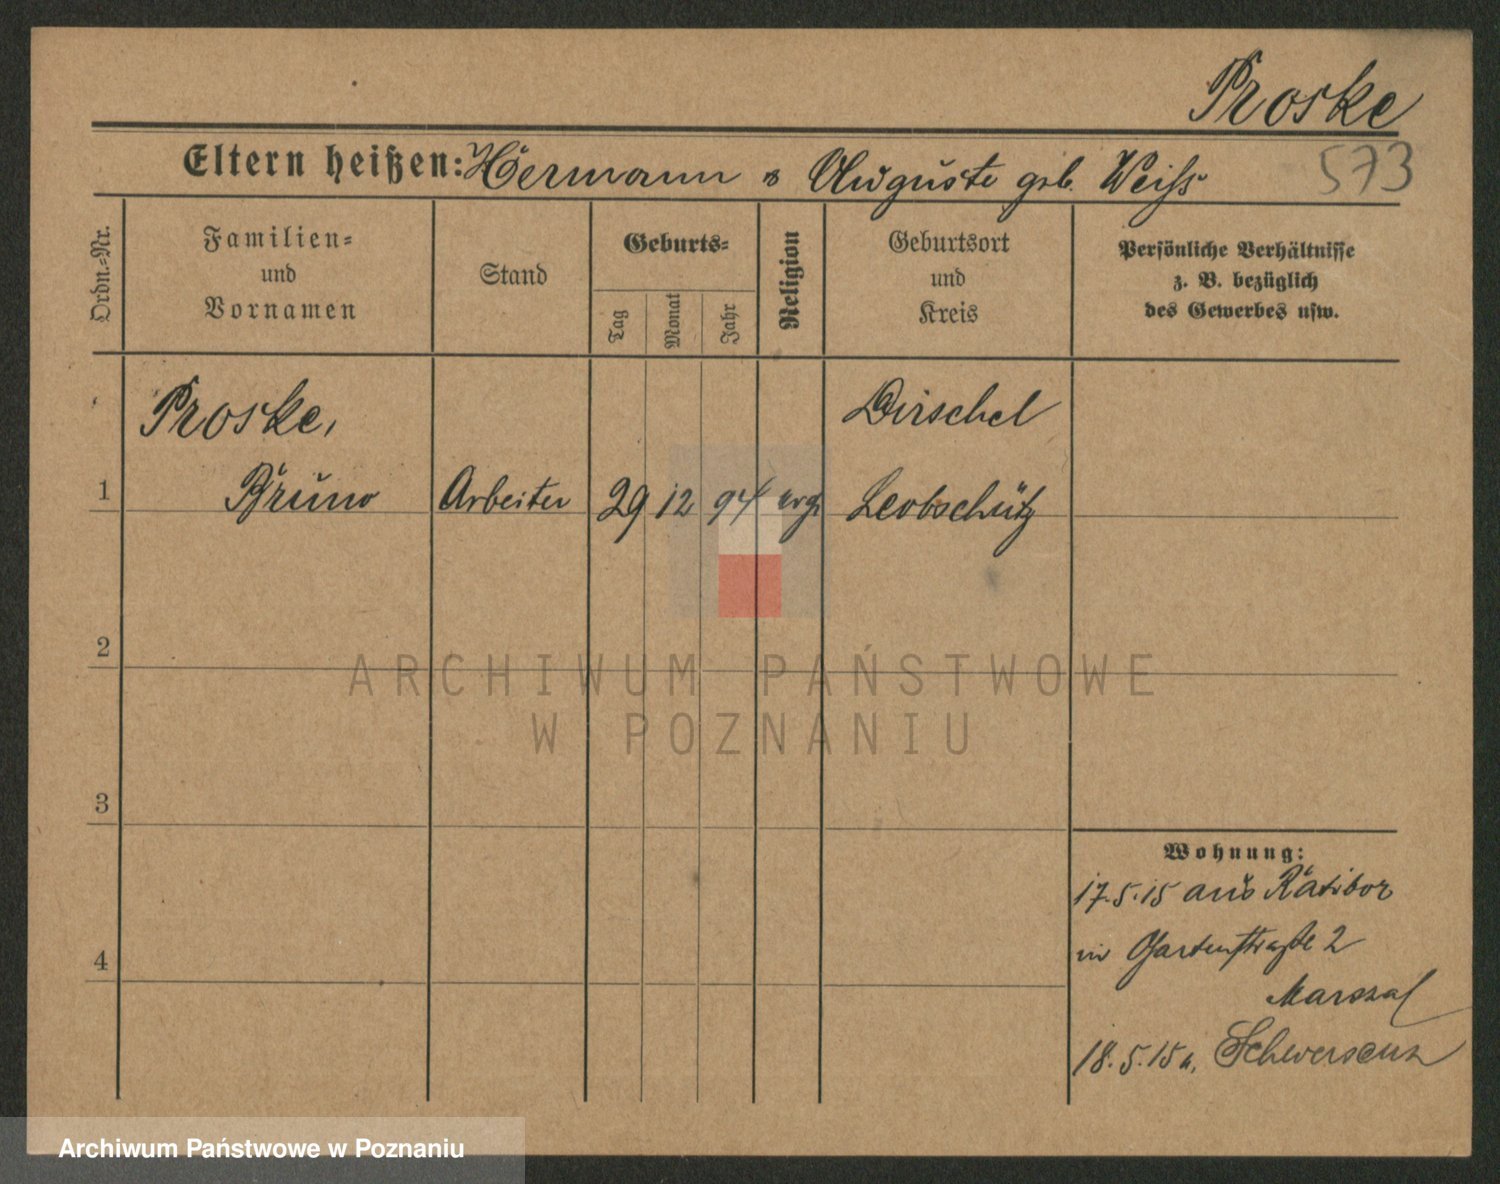 Proske
573
Eltern heißen: Hermann & Auguste geb. Weiss
Ordn.-Nr.
Familien-
und
Vornamen
Stand
Geburts-
Tag
Monat
Jahr
Religion
Geburtsort
und
Kreis
Persönliche Verhältnisse
z. B. bezüglich
des Gewerbes usw.
Proske,
Dirschel
1 Bruno Arbeiter 29 12 94 Leobschütz
2
3
4
Wohnung:
17.5.15 aus Ratibor
in Gartenstraße 2
Marszal
18.5.15 n. Schwersenz
ARCHIWUM PAŃSTWOWE
W POZNANIU
Archiwum Państwowe w Poznaniu